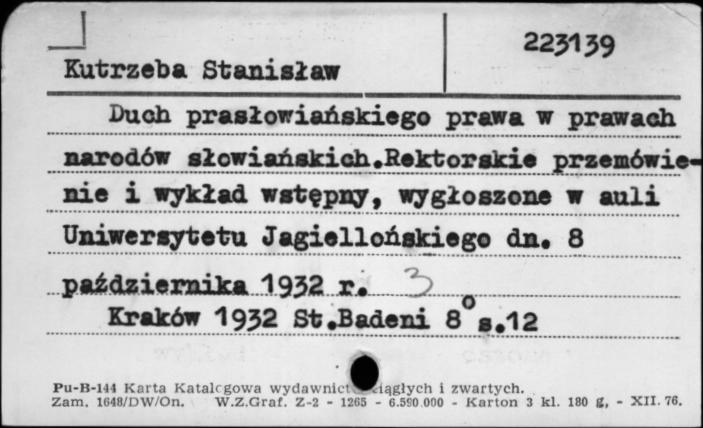 223139
Kutrzeba Stanisław
Duch prasłowiańskiego prawa w prawach
narodów słowiańskich.Rektorskie przemówie-
nie i wykład wstępny, wygłoszone w auli
Uniwersytetu Jagiellońskiego dn. 8
października 1932 r. 3
Kraków 1932 St.Badeni 8° s.12
Pu-B-144 Karta Katalogowa wydawnict ciągłych i zwartych.
Zam. 1648/DW/On. W.Z.Graf. Z-2 - 1265 - 6.590.000 - Karton 3 kl. 180 g, - XII. 76.